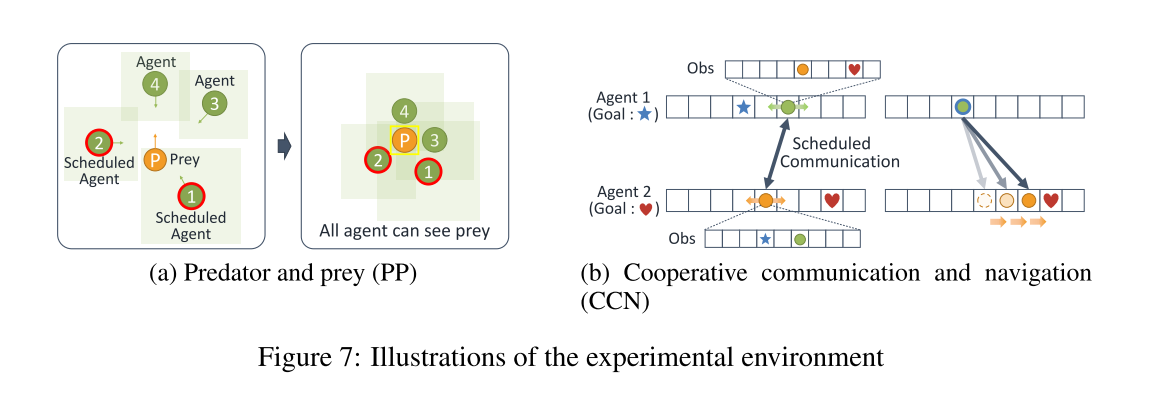 Agent
4
Agent
3
2
Scheduled
Agent
P
Prey
1
Scheduled
Agent
4
P
3
2
1
All agent can see prey
(a) Predator and prey (PP)
Obs
Agent 1
(Goal : )
Scheduled
Communication
Agent 2
(Goal : )
Obs
(b) Cooperative communication and navigation
(CCN)
Figure 7: Illustrations of the experimental environment